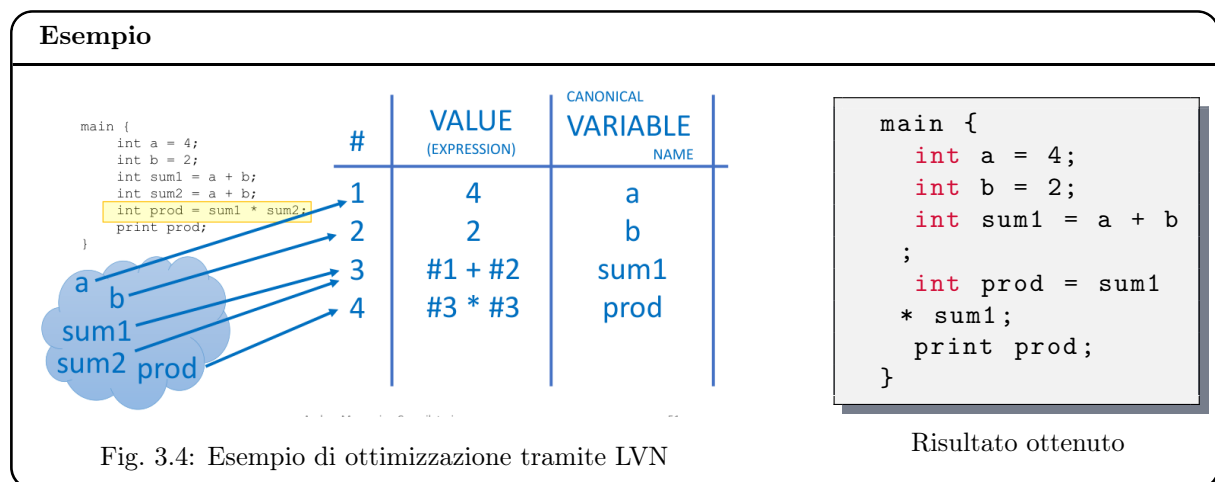 Esempio
main {
int a = 4;
int b = 2;
int sum1 = a + b;
int sum2 = a + b;
int prod = sum1 * sum2;
print prod;
}
a
b
sum1
sum2
prod
# VALUE (EXPRESSION) CANONICAL VARIABLE NAME
1 4 a
2 2 b
3 #1 + #2 sum1
4 #3 * #3 prod
Fig. 3.4: Esempio di ottimizzazione tramite LVN
main {
int a = 4;
int b = 2;
int sum1 = a + b
;
int prod = sum1
* sum1;
print prod;
}
Risultato ottenuto